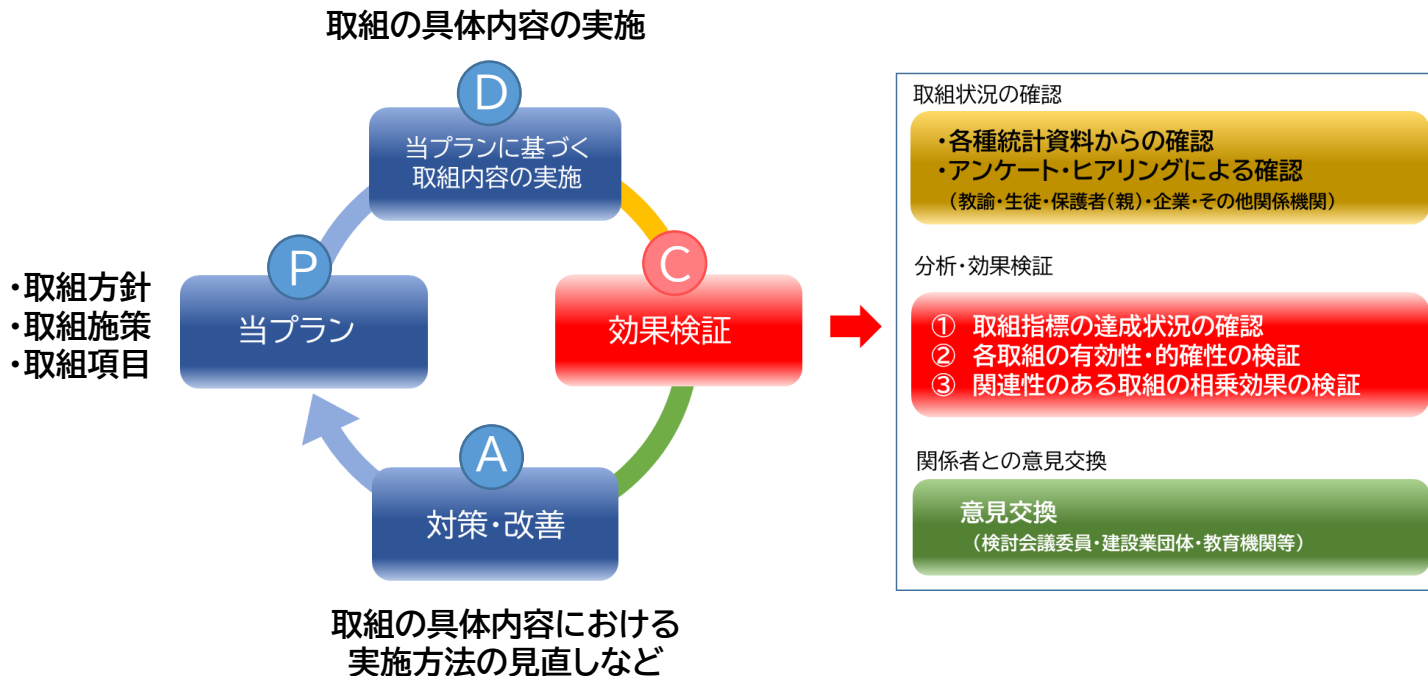 取組の具体内容の実施
D
当プランに基づく
取組内容の実施
P
当プラン
・取組方針
・取組施策
・取組項目
C
効果検証
A
対策・改善
取組の具体内容における
実施方法の見直しなど
取組状況の確認
・各種統計資料からの確認
・アンケート・ヒアリングによる確認
（教諭・生徒・保護者（親）・企業・その他関係機関）
分析・効果検証
① 取組指標の達成状況の確認
② 各取組の有効性・的確性の検証
③ 関連性のある取組の相乗効果の検証
関係者との意見交換
意見交換
（検討会議委員・建設業団体・教育機関等）